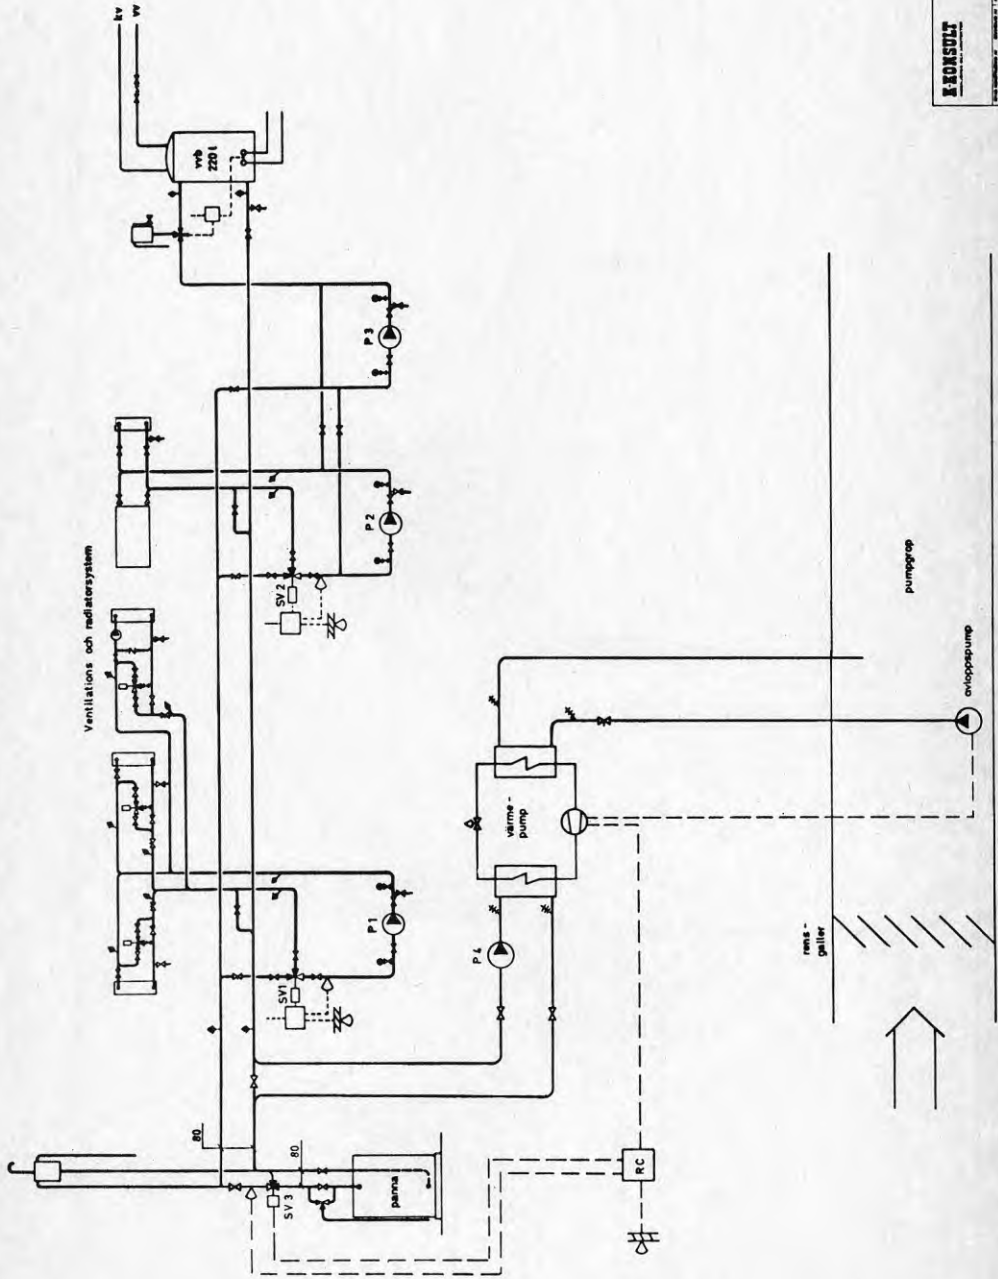 kv
vv
vvb
220 l
P 3
P 2
SV 2
Ventilations och radiatorsystem
pumpgrop
avloppspump
värme-
pump
P1
SV1
P 4
rens-
galler
80
80
panna
SV 3
RC
K-KONSULT